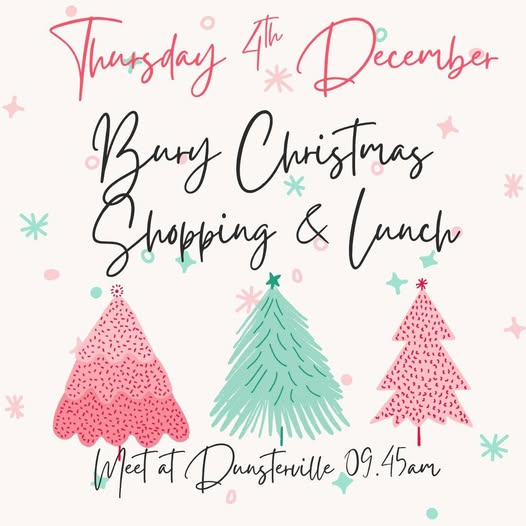 Thursday 4th December
Bury Christmas
Shopping & Lunch
Meet at Dunsterville 09.45am